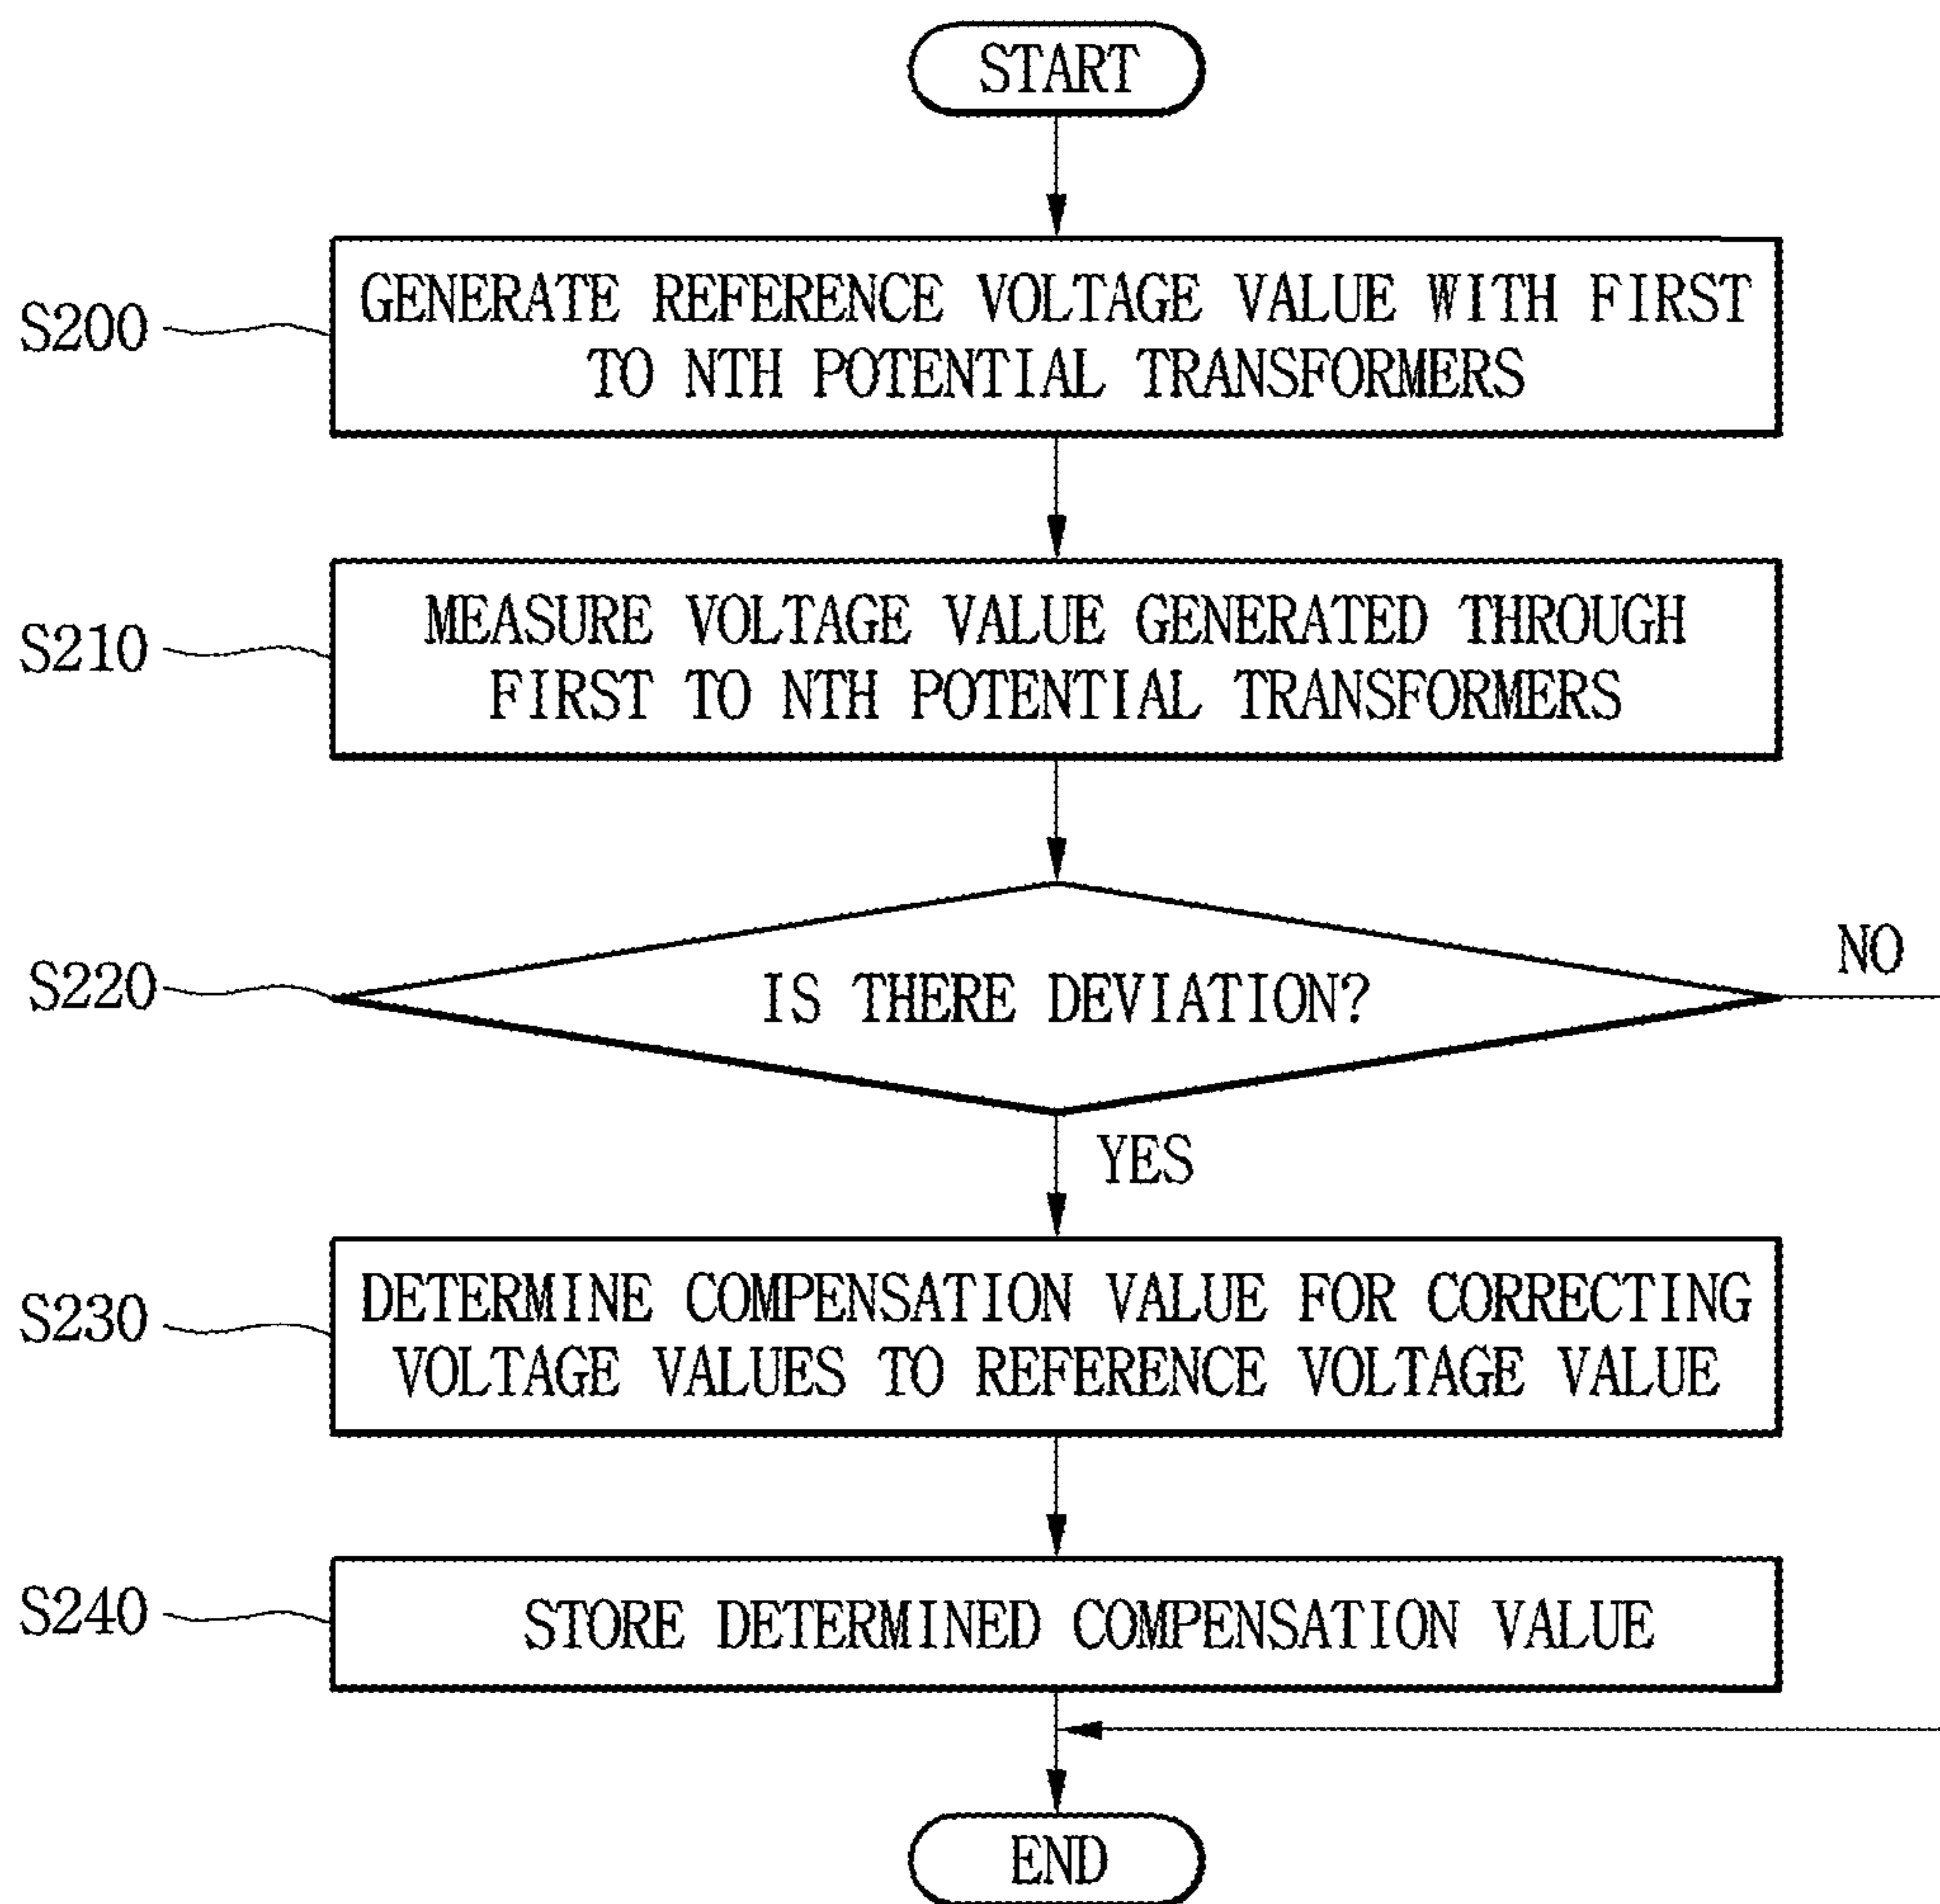 START
S200
GENERATE REFERENCE VOLTAGE VALUE WITH FIRST
TO NTH POTENTIAL TRANSFORMERS
S210
MEASURE VOLTAGE VALUE GENERATED THROUGH
FIRST TO NTH POTENTIAL TRANSFORMERS
S220
IS THERE DEVIATION?
NO
YES
S230
DETERMINE COMPENSATION VALUE FOR CORRECTING
VOLTAGE VALUES TO REFERENCE VOLTAGE VALUE
S240
STORE DETERMINED COMPENSATION VALUE
END